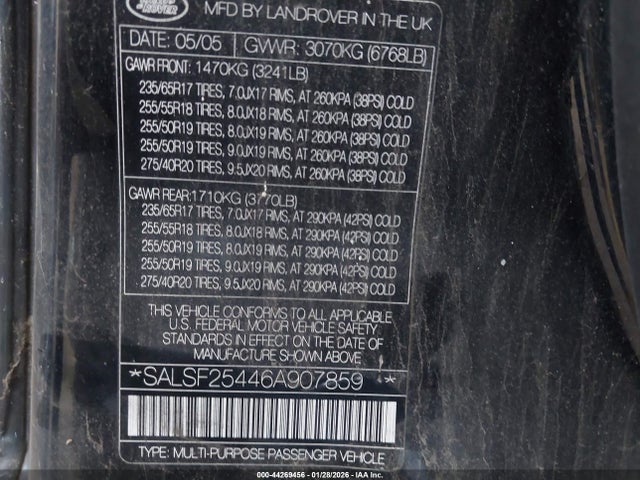 ROVER
MFD BY LANDROVER IN THE UK
DATE: 05/05 GVWR: 3070KG (6768LB)
GAWR FRONT: 1470KG (3241LB)
235/65R17 TIRES, 7.0JX17 RIMS, AT 260KPA (38PSI) COLD
255/55R18 TIRES, 8.0JX18 RIMS, AT 260KPA (38PSI) COLD
255/50R19 TIRES, 8.0JX19 RIMS, AT 260KPA (38PSI) COLD
255/50R19 TIRES, 9.0JX19 RIMS, AT 260KPA (38PSI) COLD
275/40R20 TIRES, 9.5JX20 RIMS, AT 260KPA (38PSI) COLD
GAWR REAR: 1710KG (3770LB)
235/65R17 TIRES, 7.0JX17 RIMS, AT 290KPA (42PSI) COLD
255/55R18 TIRES, 8.0JX18 RIMS, AT 290KPA (42PSI) COLD
255/50R19 TIRES, 8.0JX19 RIMS, AT 290KPA (42PSI) COLD
255/50R19 TIRES, 9.0JX19 RIMS, AT 290KPA (42PSI) COLD
275/40R20 TIRES, 9.5JX20 RIMS, AT 290KPA (42PSI) COLD
THIS VEHICLE CONFORMS TO ALL APPLICABLE
U.S. FEDERAL MOTOR VEHICLE SAFETY
STANDARDS IN EFFECT ON THE DATE OF
MANUFACTURE SHOWN ABOVE
*SALSF25446A907859 *
TYPE: MULTI-PURPOSE PASSENGER VEHICLE
000-44269456 | 01/28/2026 | IAA Inc.